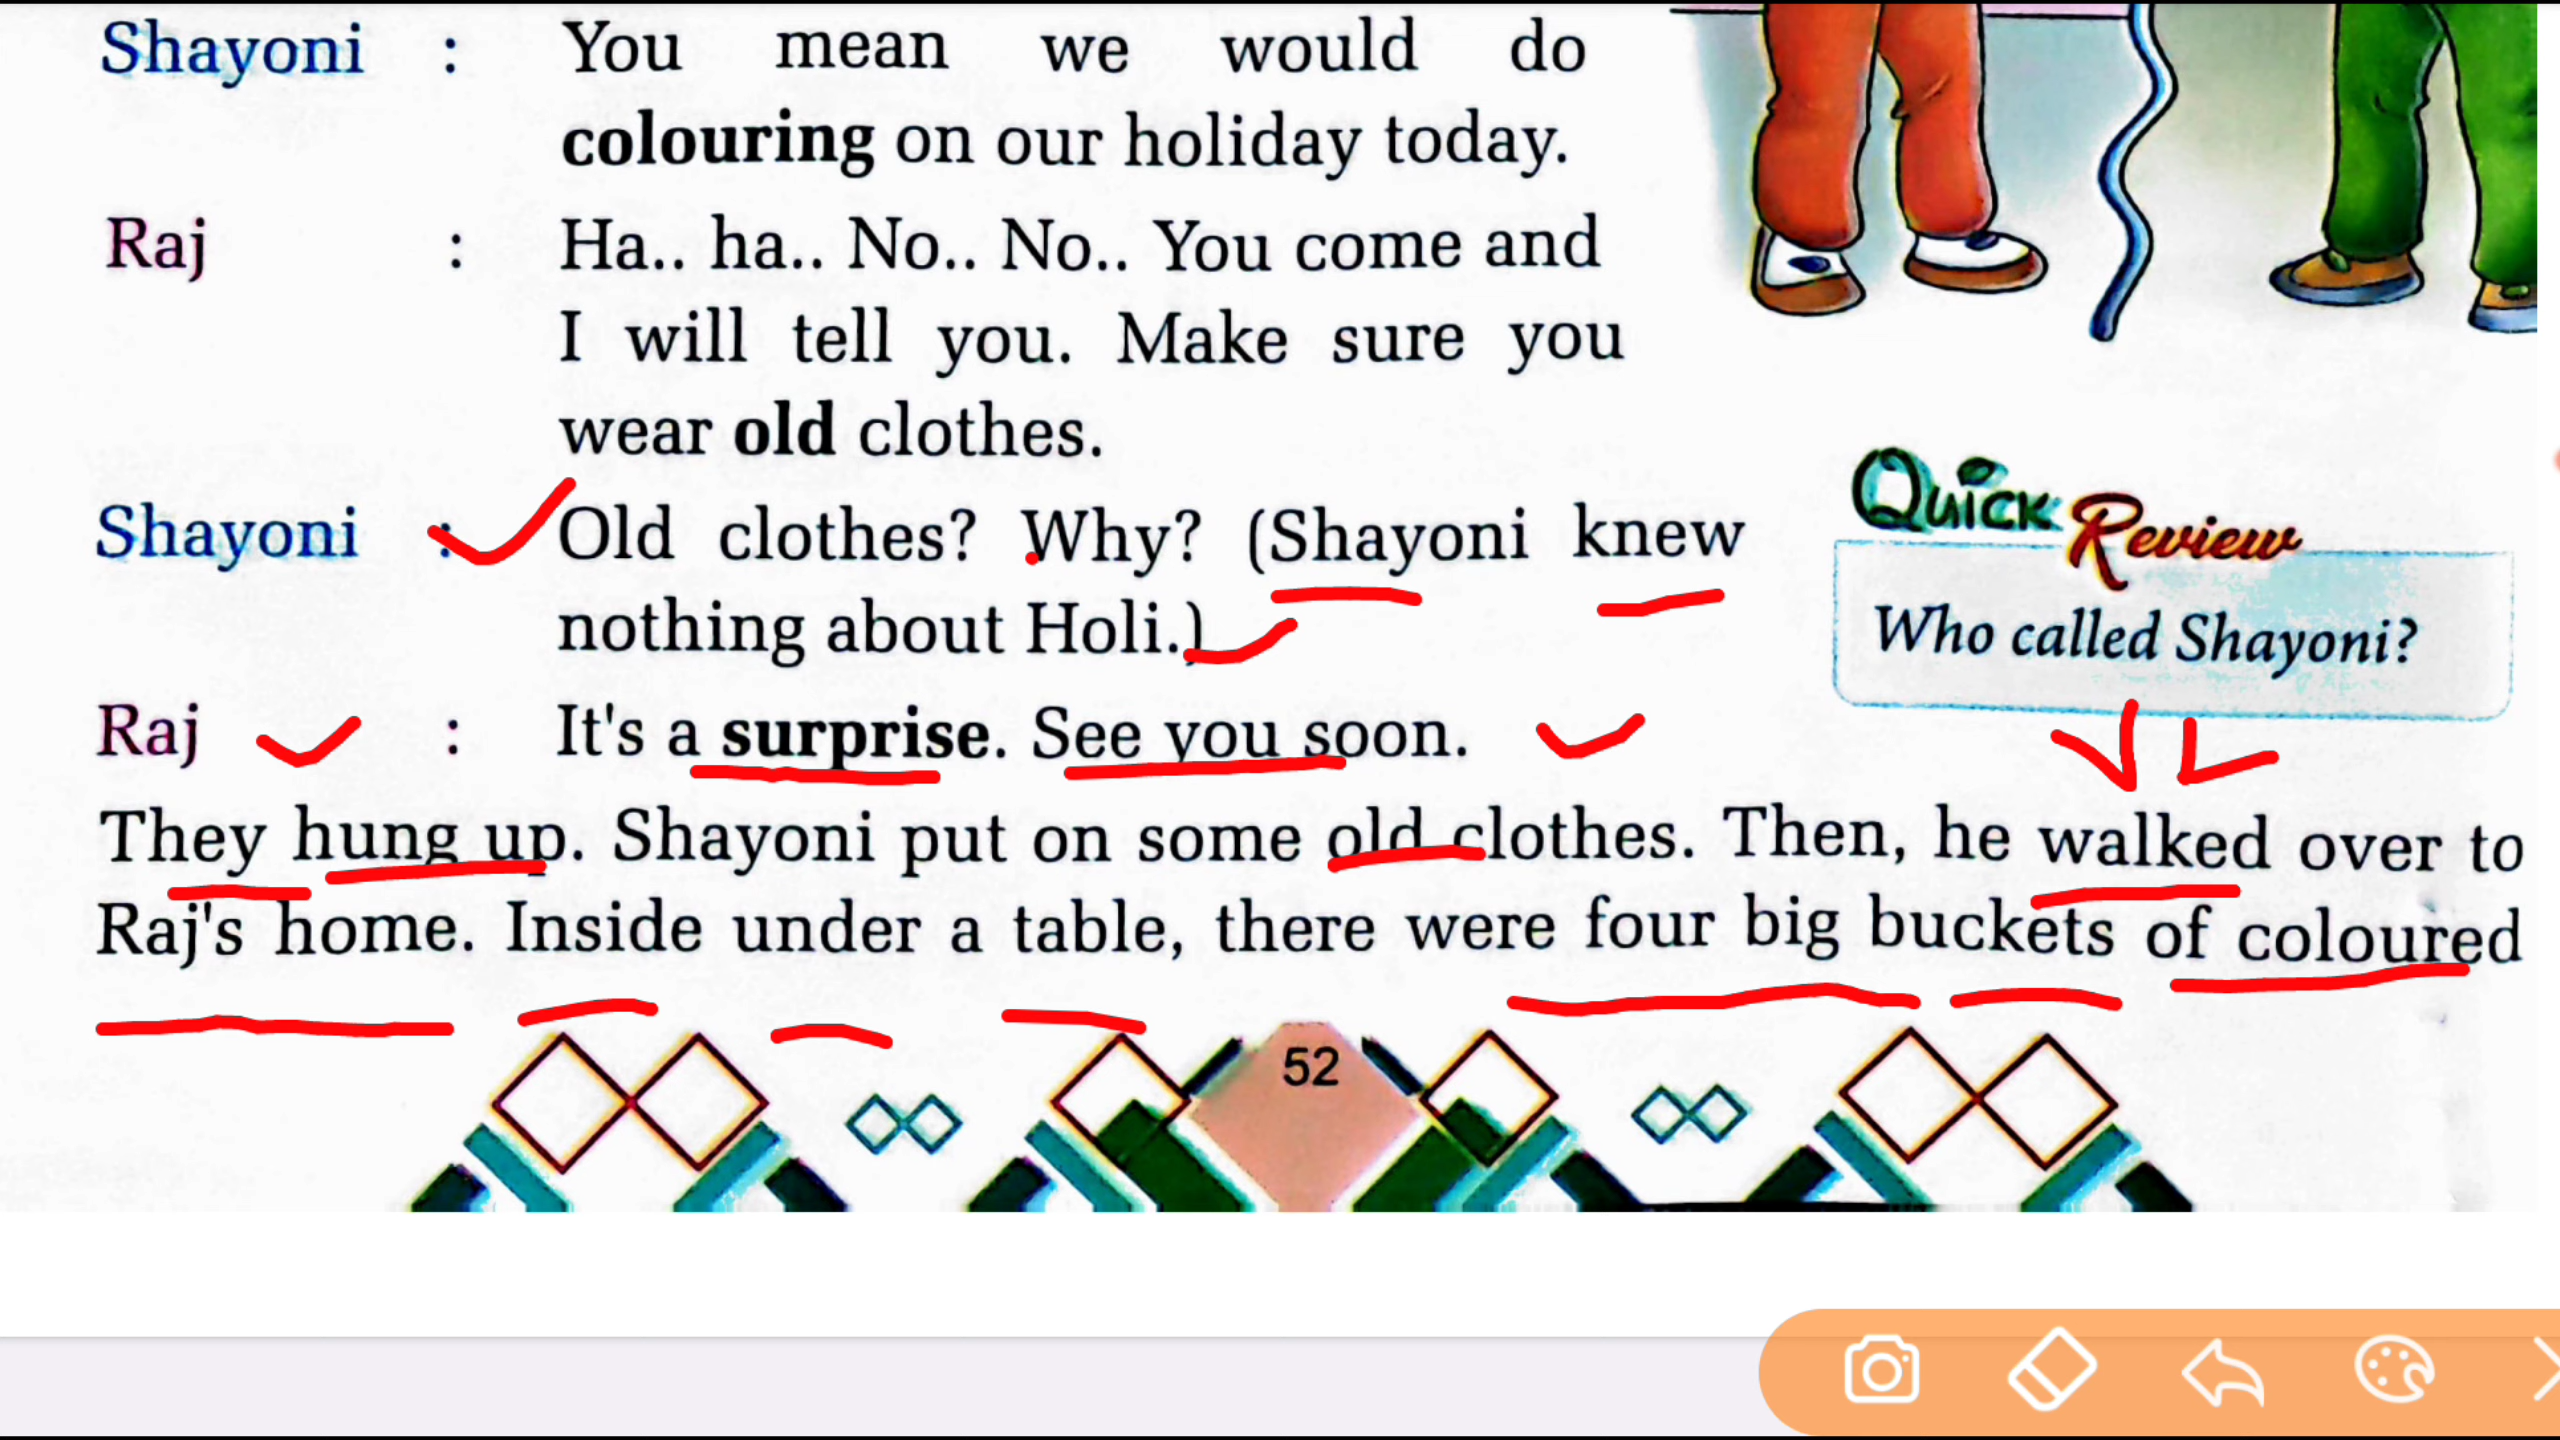 Shayoni : You mean we would do
colouring on our holiday today.
Raj : Ha.. ha.. No.. No.. You come and
I will tell you. Make sure you
wear old clothes.
Shayoni : Old clothes? Why? (Shayoni knew
nothing about Holi.)
Quick Review
Who called Shayoni?
Raj : It's a surprise. See you soon.
They hung up. Shayoni put on some old clothes. Then, he walked over to
Raj's home. Inside under a table, there were four big buckets of coloured
52